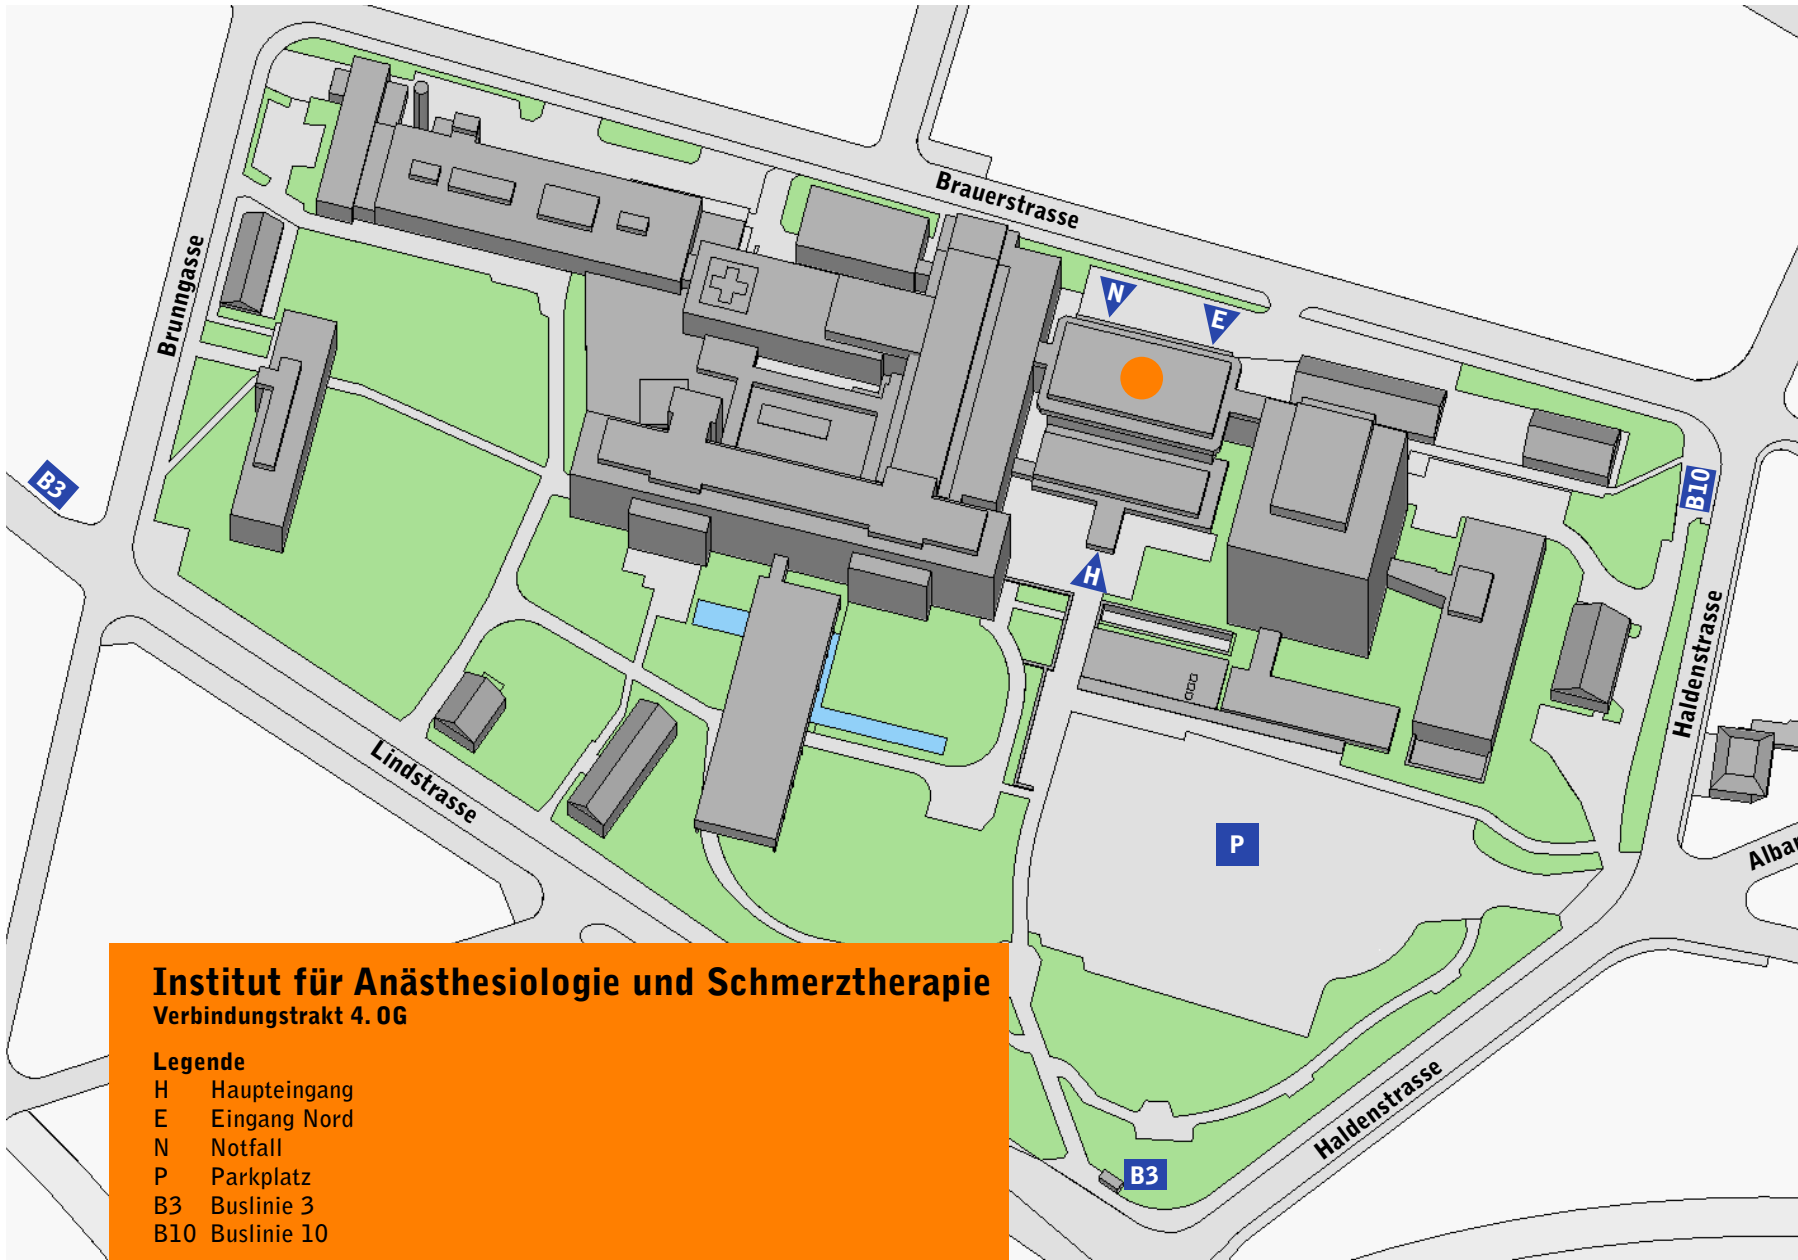 Brauerstrasse
N
E
Brunngasse
B3
B10
H
Haldenstrasse
Lindstrasse
P
Institut für Anästhesiologie und Schmerztherapie
Verbindungstrakt 4. OG
Legende
H Haupteingang
E Eingang Nord
N Notfall
P Parkplatz
B3 Buslinie 3
B10 Buslinie 10
Haldenstrasse
B3